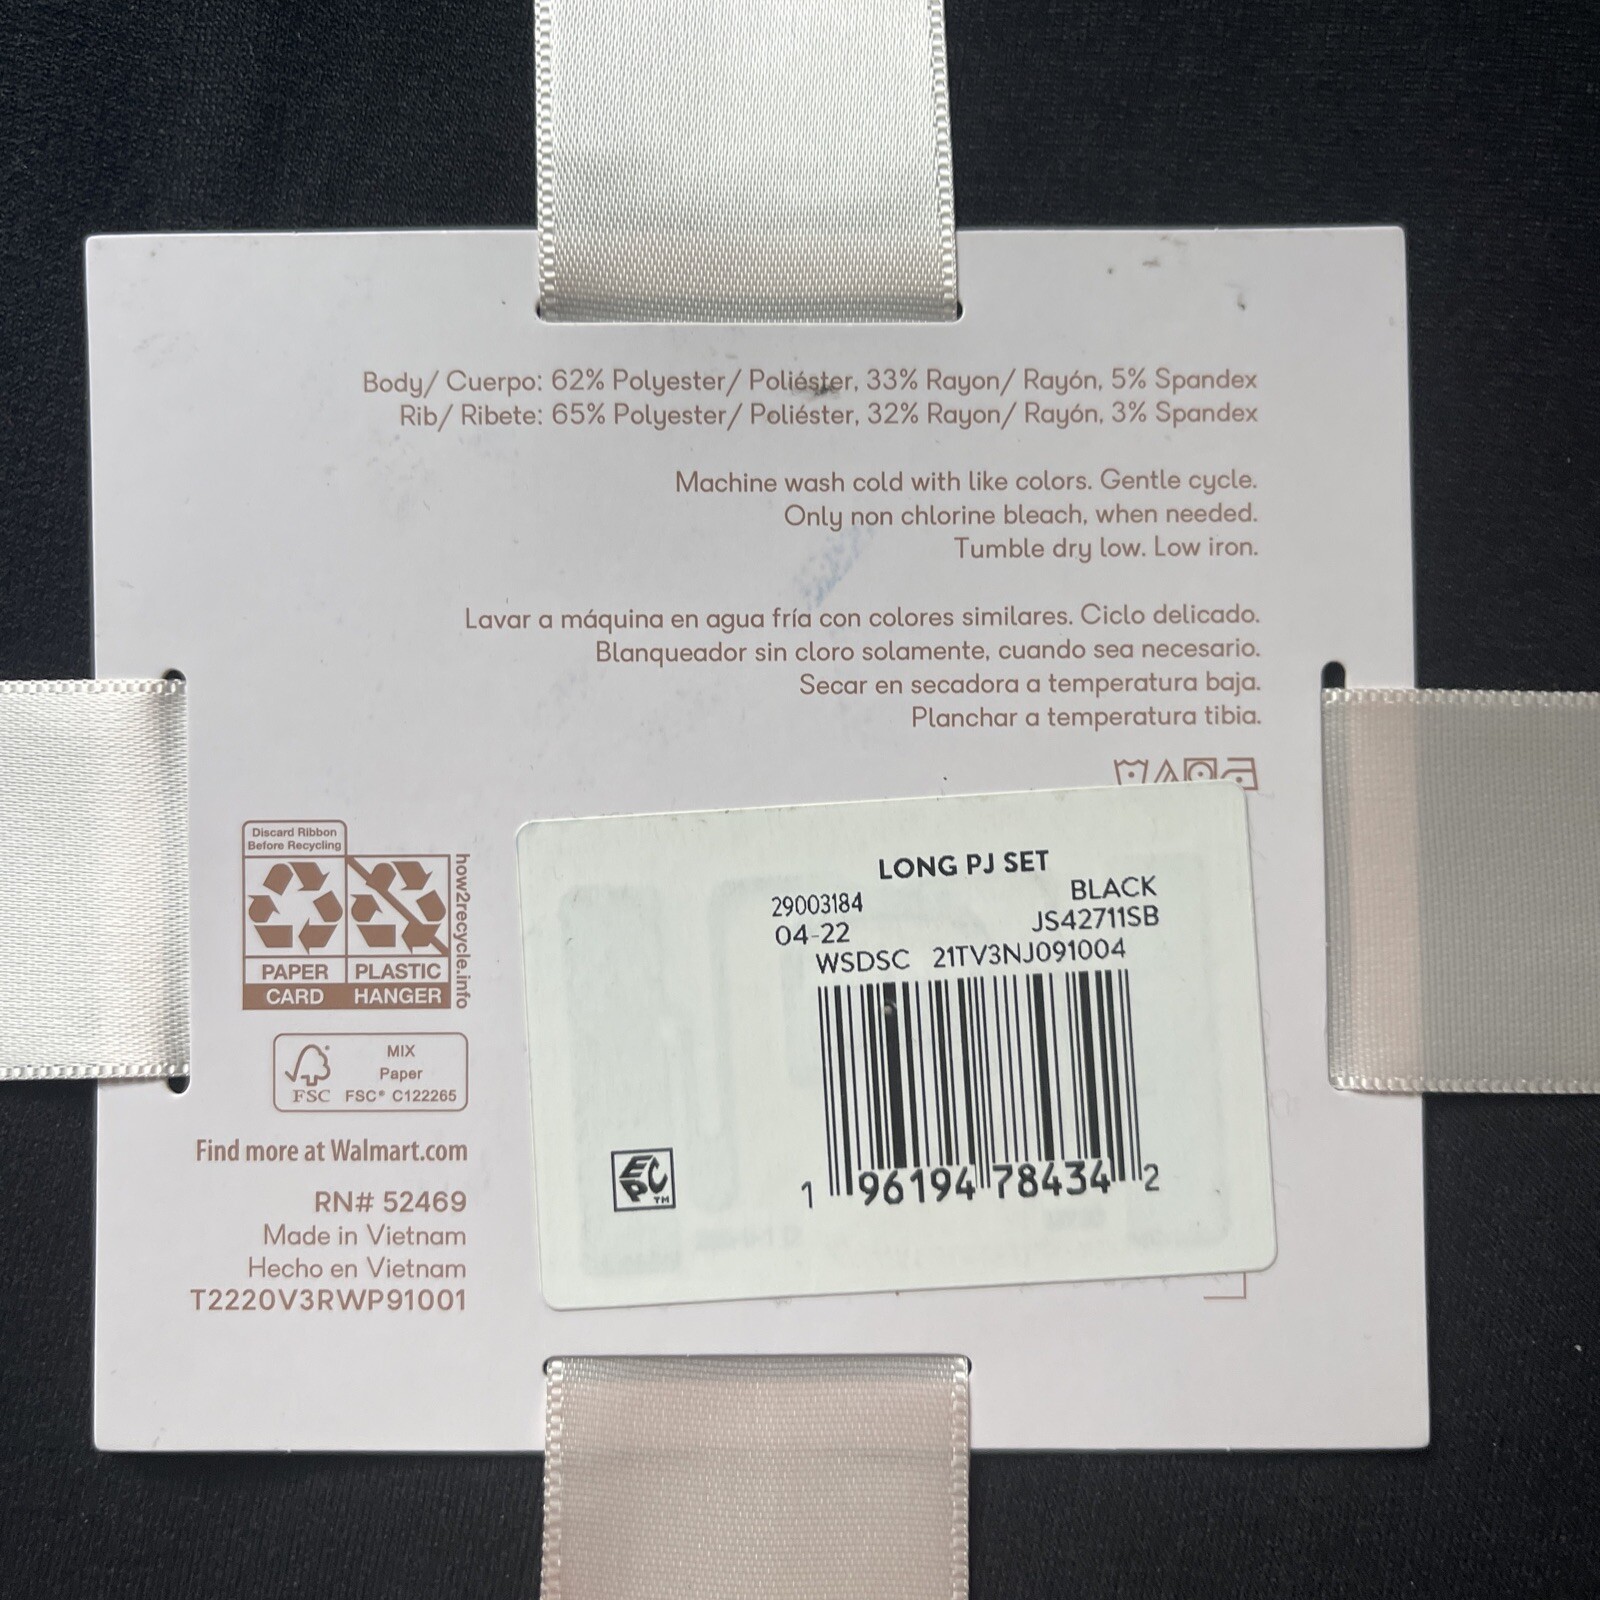 Body/ Cuerpo: 62% Polyester/ Poliéster, 33% Rayon/ Rayón, 5% Spandex
Rib/ Ribete: 65% Polyester/ Poliéster, 32% Rayon/ Rayón, 3% Spandex
Machine wash cold with like colors. Gentle cycle.
Only non chlorine bleach, when needed.
Tumble dry low. Low iron.
Lavar a máquina en agua fría con colores similares. Ciclo delicado.
Blanqueador sin cloro solamente, cuando sea necesario.
Secar en secadora a temperatura baja.
Planchar a temperatura tibia.
Discard Ribbon
Before Recycling
PAPER PLASTIC
CARD HANGER
how2recycle.info
MIX
Paper
FSC FSC® C122265
Find more at Walmart.com
RN# 52469
Made in Vietnam
Hecho en Vietnam
T2220V3RWP91001
LONG PJ SET
29003184 BLACK
04-22 JS42711SB
WSDSC 21TV3NJ091004
EPC™
1 96194 78434 2